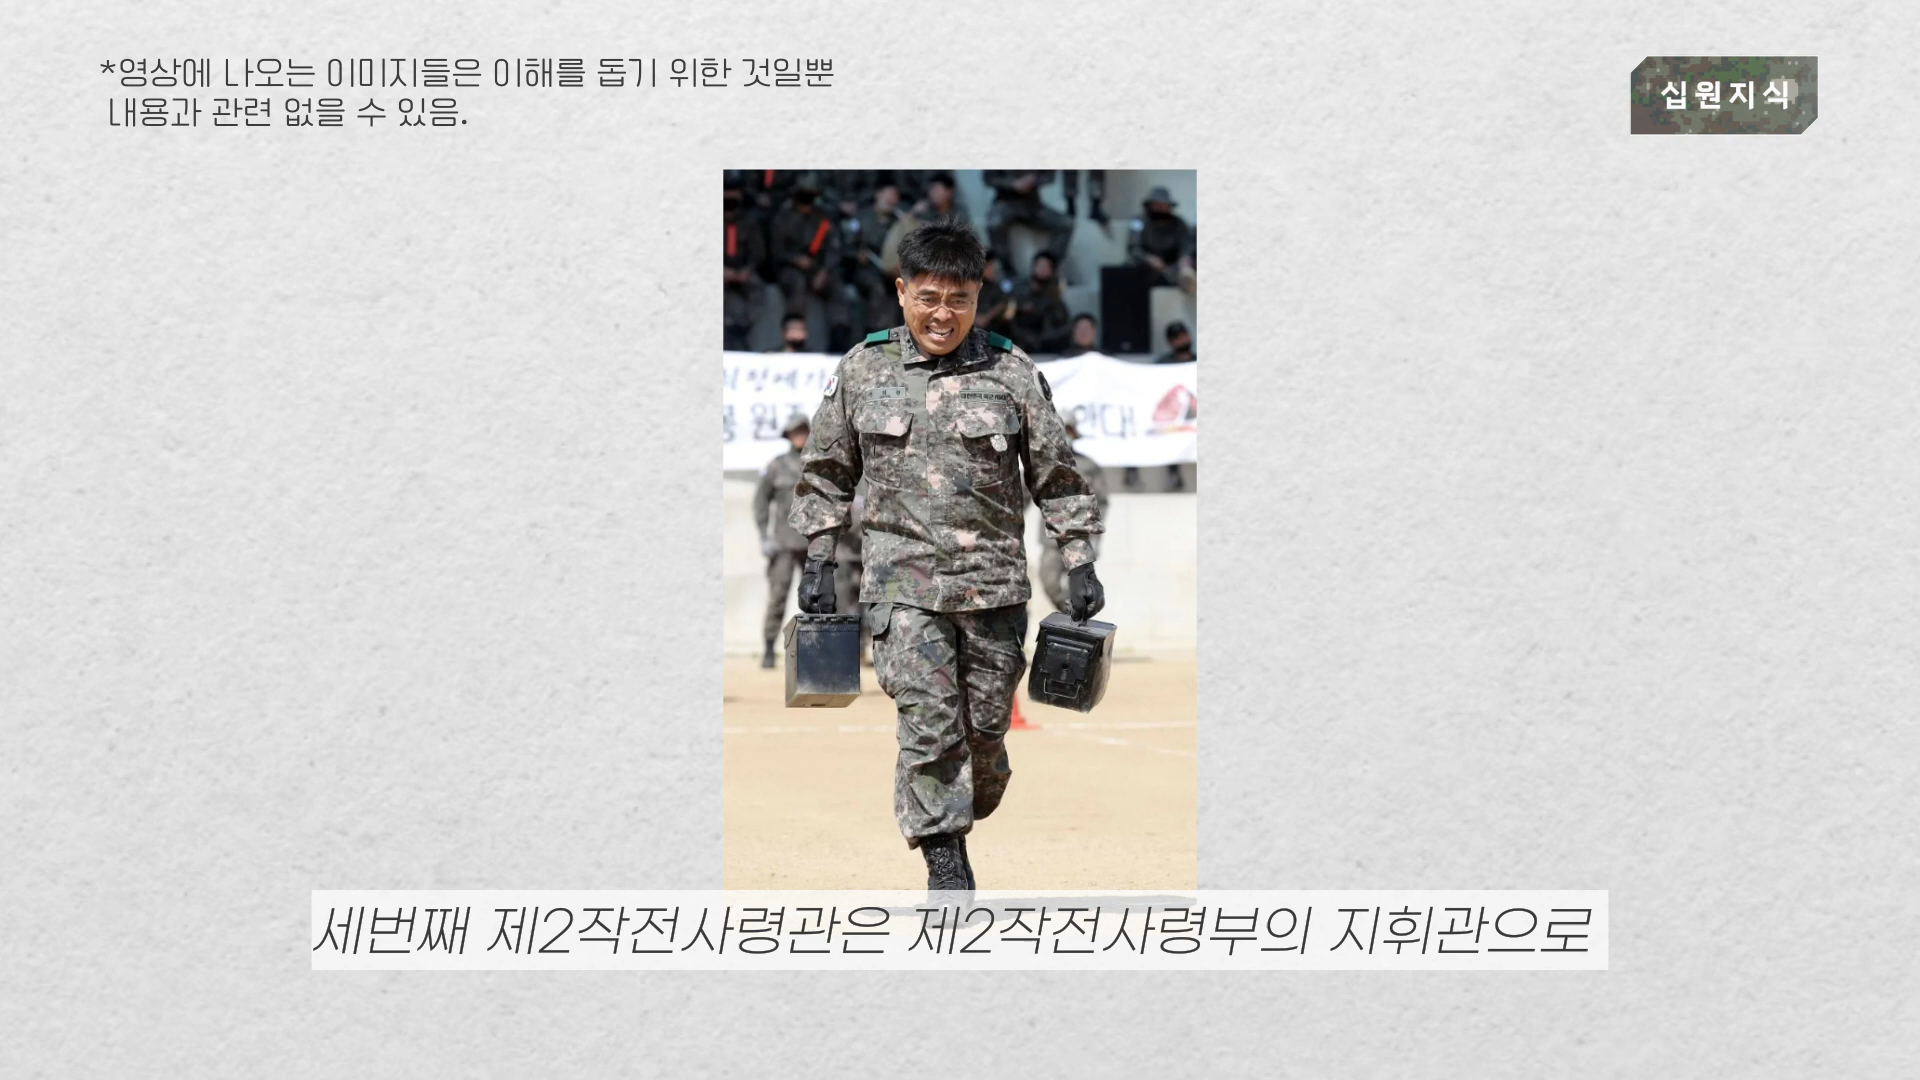 *영상에 나오는 이미지들은 이해를 돕기 위한 것일뿐
내용과 관련 없을 수 있음.
십원지식
세번째 제2작전사령관은 제2작전사령부의 지휘관으로